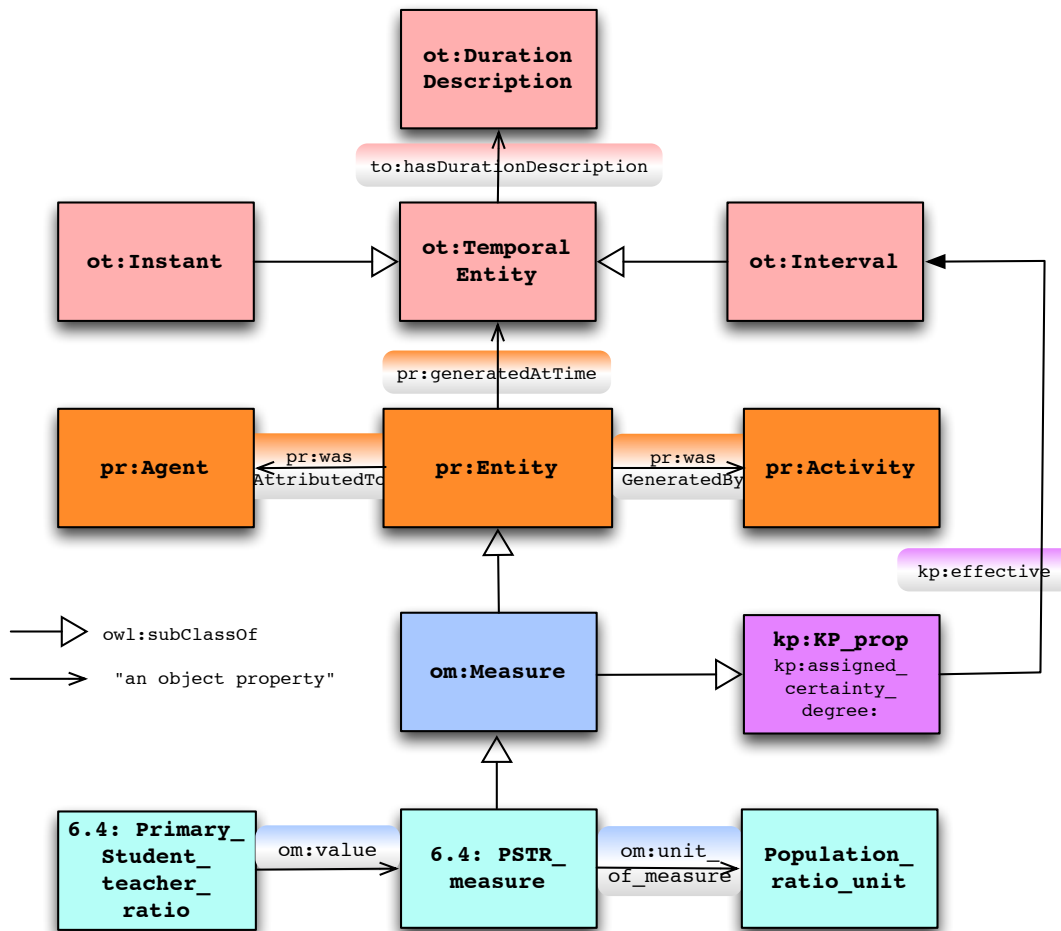 ot:Duration
Description
to:hasDurationDescription
ot:Instant
ot:Temporal
Entity
ot:Interval
pr:generatedAtTime
pr:Agent
pr:was
AttributedTo
pr:Entity
pr:was
GeneratedBy
pr:Activity
kp:effective
owl:subClassOf
"an object property"
om:Measure
kp:KP_prop
kp:assigned_
certainty_
degree:
6.4: Primary_
Student_
teacher_
ratio
om:value
6.4: PSTR_
measure
om:unit_
of_measure
Population_
ratio_unit